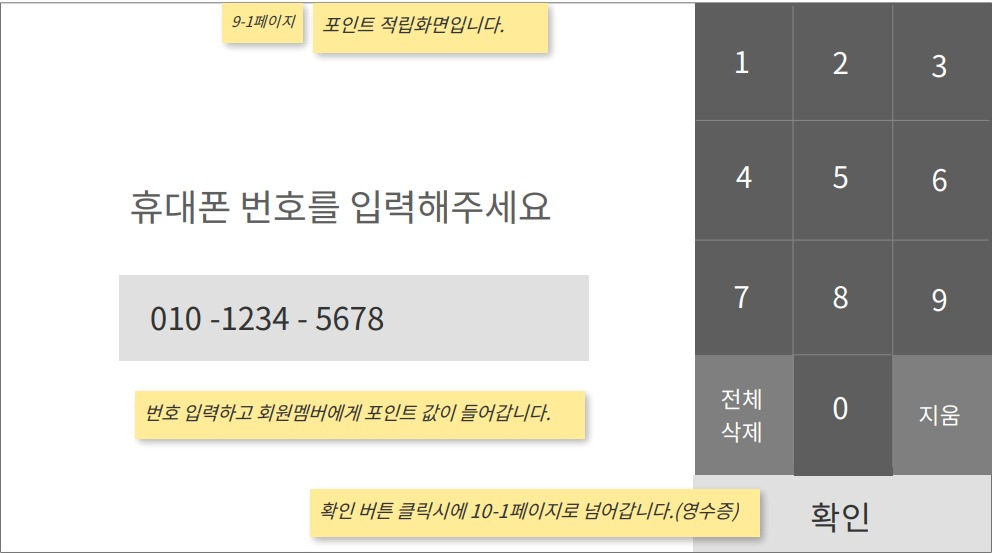 9-1페이지
포인트 적립화면입니다.
휴대폰 번호를 입력해주세요
010 -1234 - 5678
번호 입력하고 회원멤버에게 포인트 값이 들어갑니다.
확인 버튼 클릭시에 10-1페이지로 넘어갑니다.(영수증)
1 2 3
4 5 6
7 8 9
전체
삭제
0
지움
확인